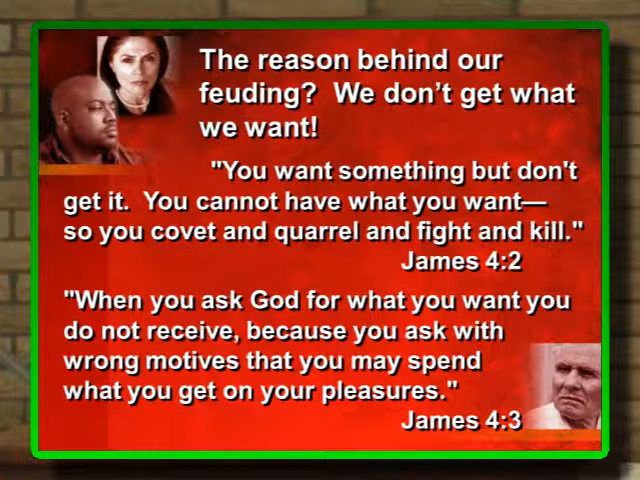 The reason behind our
feuding?  We don't get what
we want!
"You want something but don't
get it.  You cannot have what you want—
so you covet and quarrel and fight and kill."
James 4:2
"When you ask God for what you want you
do not receive, because you ask with
wrong motives that you may spend
what you get on your pleasures."
James 4:3